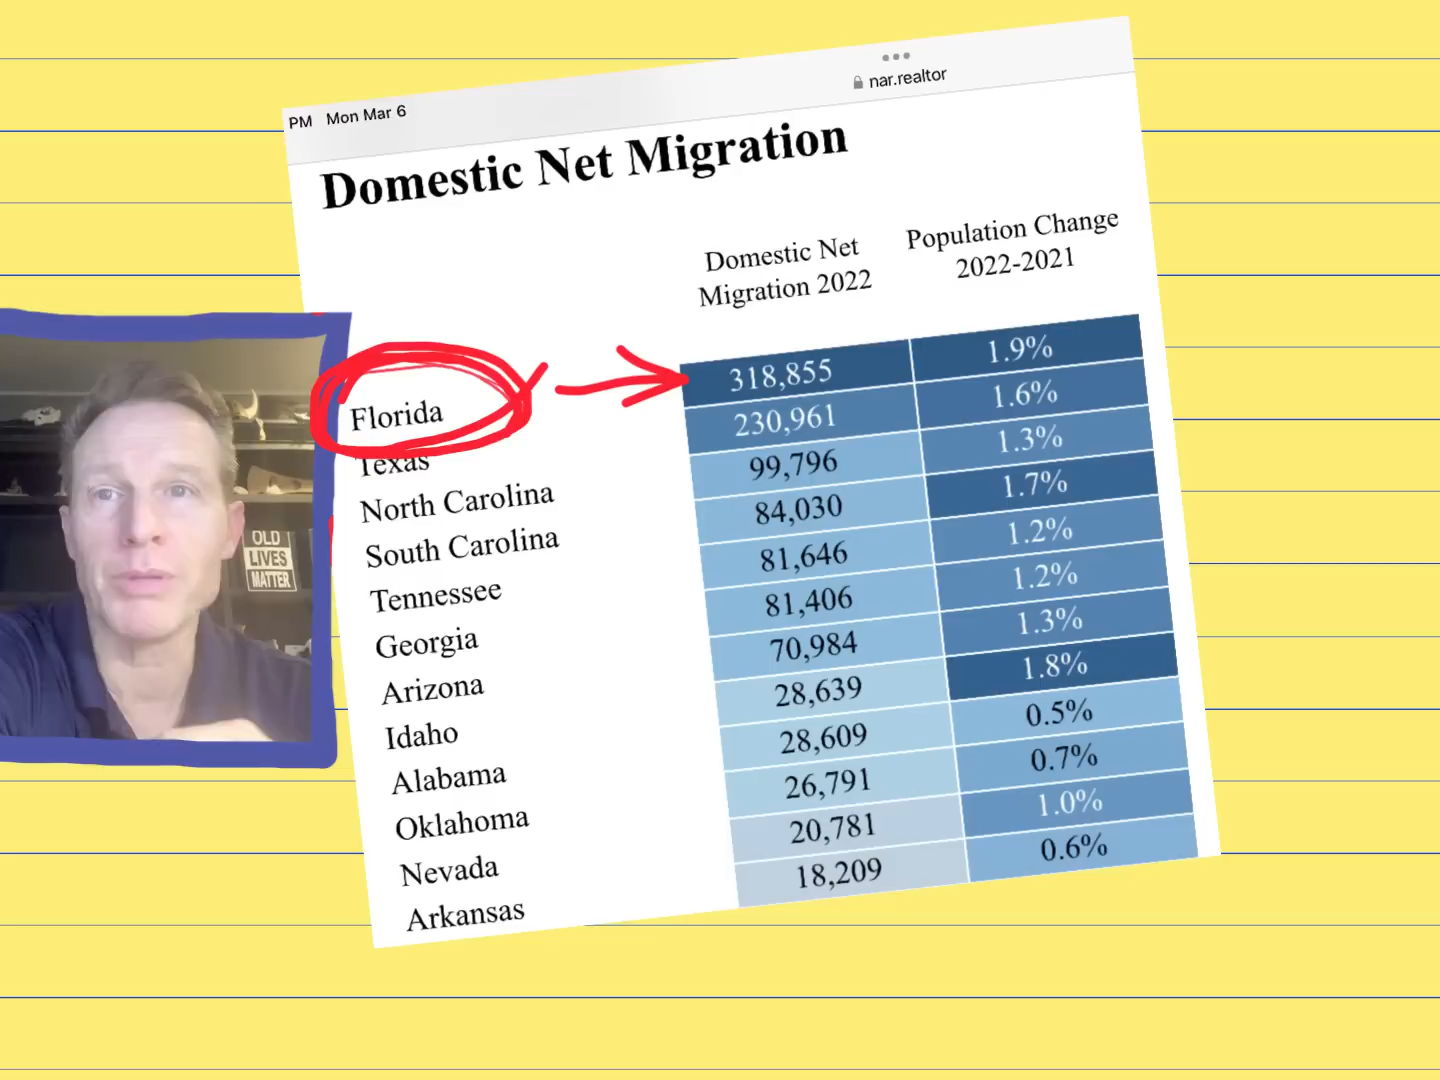 PM Mon Mar 6
nar.realtor
Domestic Net Migration
Domestic Net
Migration 2022
Population Change
2022-2021
Florida 318,855 1.9%
Texas 230,961 1.6%
North Carolina 99,796 1.3%
South Carolina 84,030 1.7%
Tennessee 81,646 1.2%
Georgia 81,406 1.2%
Arizona 70,984 1.3%
Idaho 28,639 1.8%
Alabama 28,609 0.5%
Oklahoma 26,791 0.7%
Nevada 20,781 1.0%
Arkansas 18,209 0.6%
OLD
LIVES
MATTER